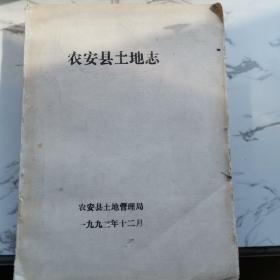 农安县土地志
农安县土地管理局
一九九二年十二月